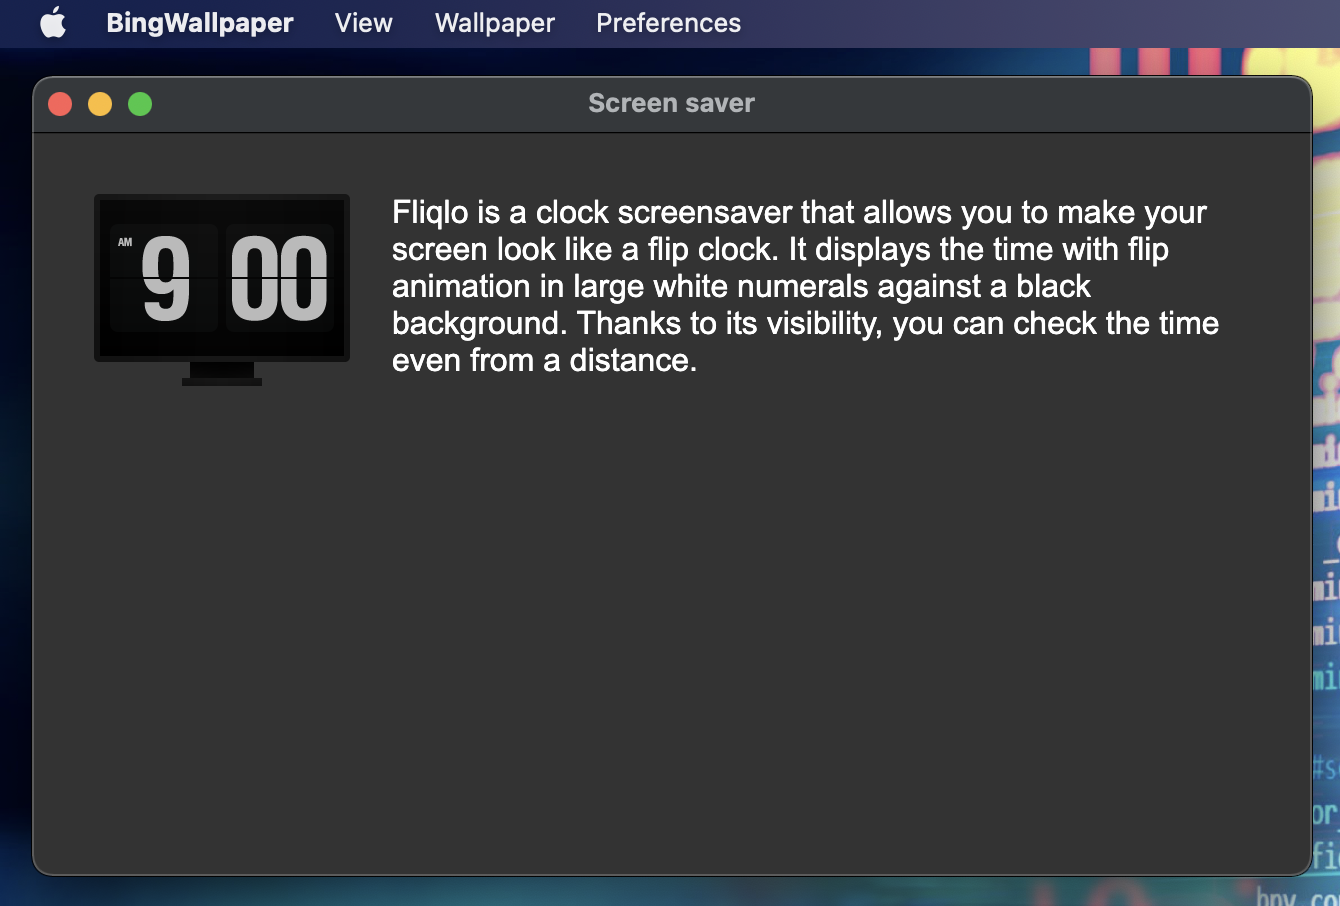 BingWallpaper View Wallpaper Preferences
Screen saver
AM
9 00
Fliqlo is a clock screensaver that allows you to make your
screen look like a flip clock. It displays the time with flip
animation in large white numerals against a black
background. Thanks to its visibility, you can check the time
even from a distance.